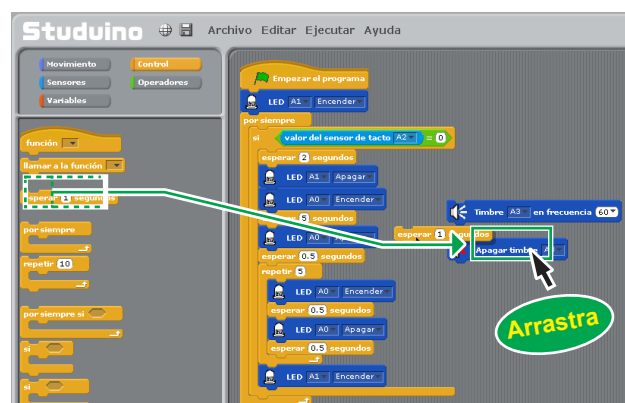 Studuino Archivo Editar Ejecutar Ayuda
Movimiento Control
Sensores Operadores
Variables
función
llamar a la función
esperar 1 segundos
por siempre
repetir 10
por siempre si
si
si
Empezar el programa
LED A1 Encender
por siempre
si valor del sensor de tacto A2 = 0
esperar 2 segundos
LED A1 Apagar
LED A0 Encender
esperar 5 segundos
LED A0 Apagar
esperar 0.5 segundos
repetir 5
LED A0 Encender
esperar 0.5 segundos
LED A0 Apagar
esperar 0.5 segundos
LED A1 Encender
Timbre A3 en frecuencia 60
esperar 1 segundos
Apagar timbre
Arrastra